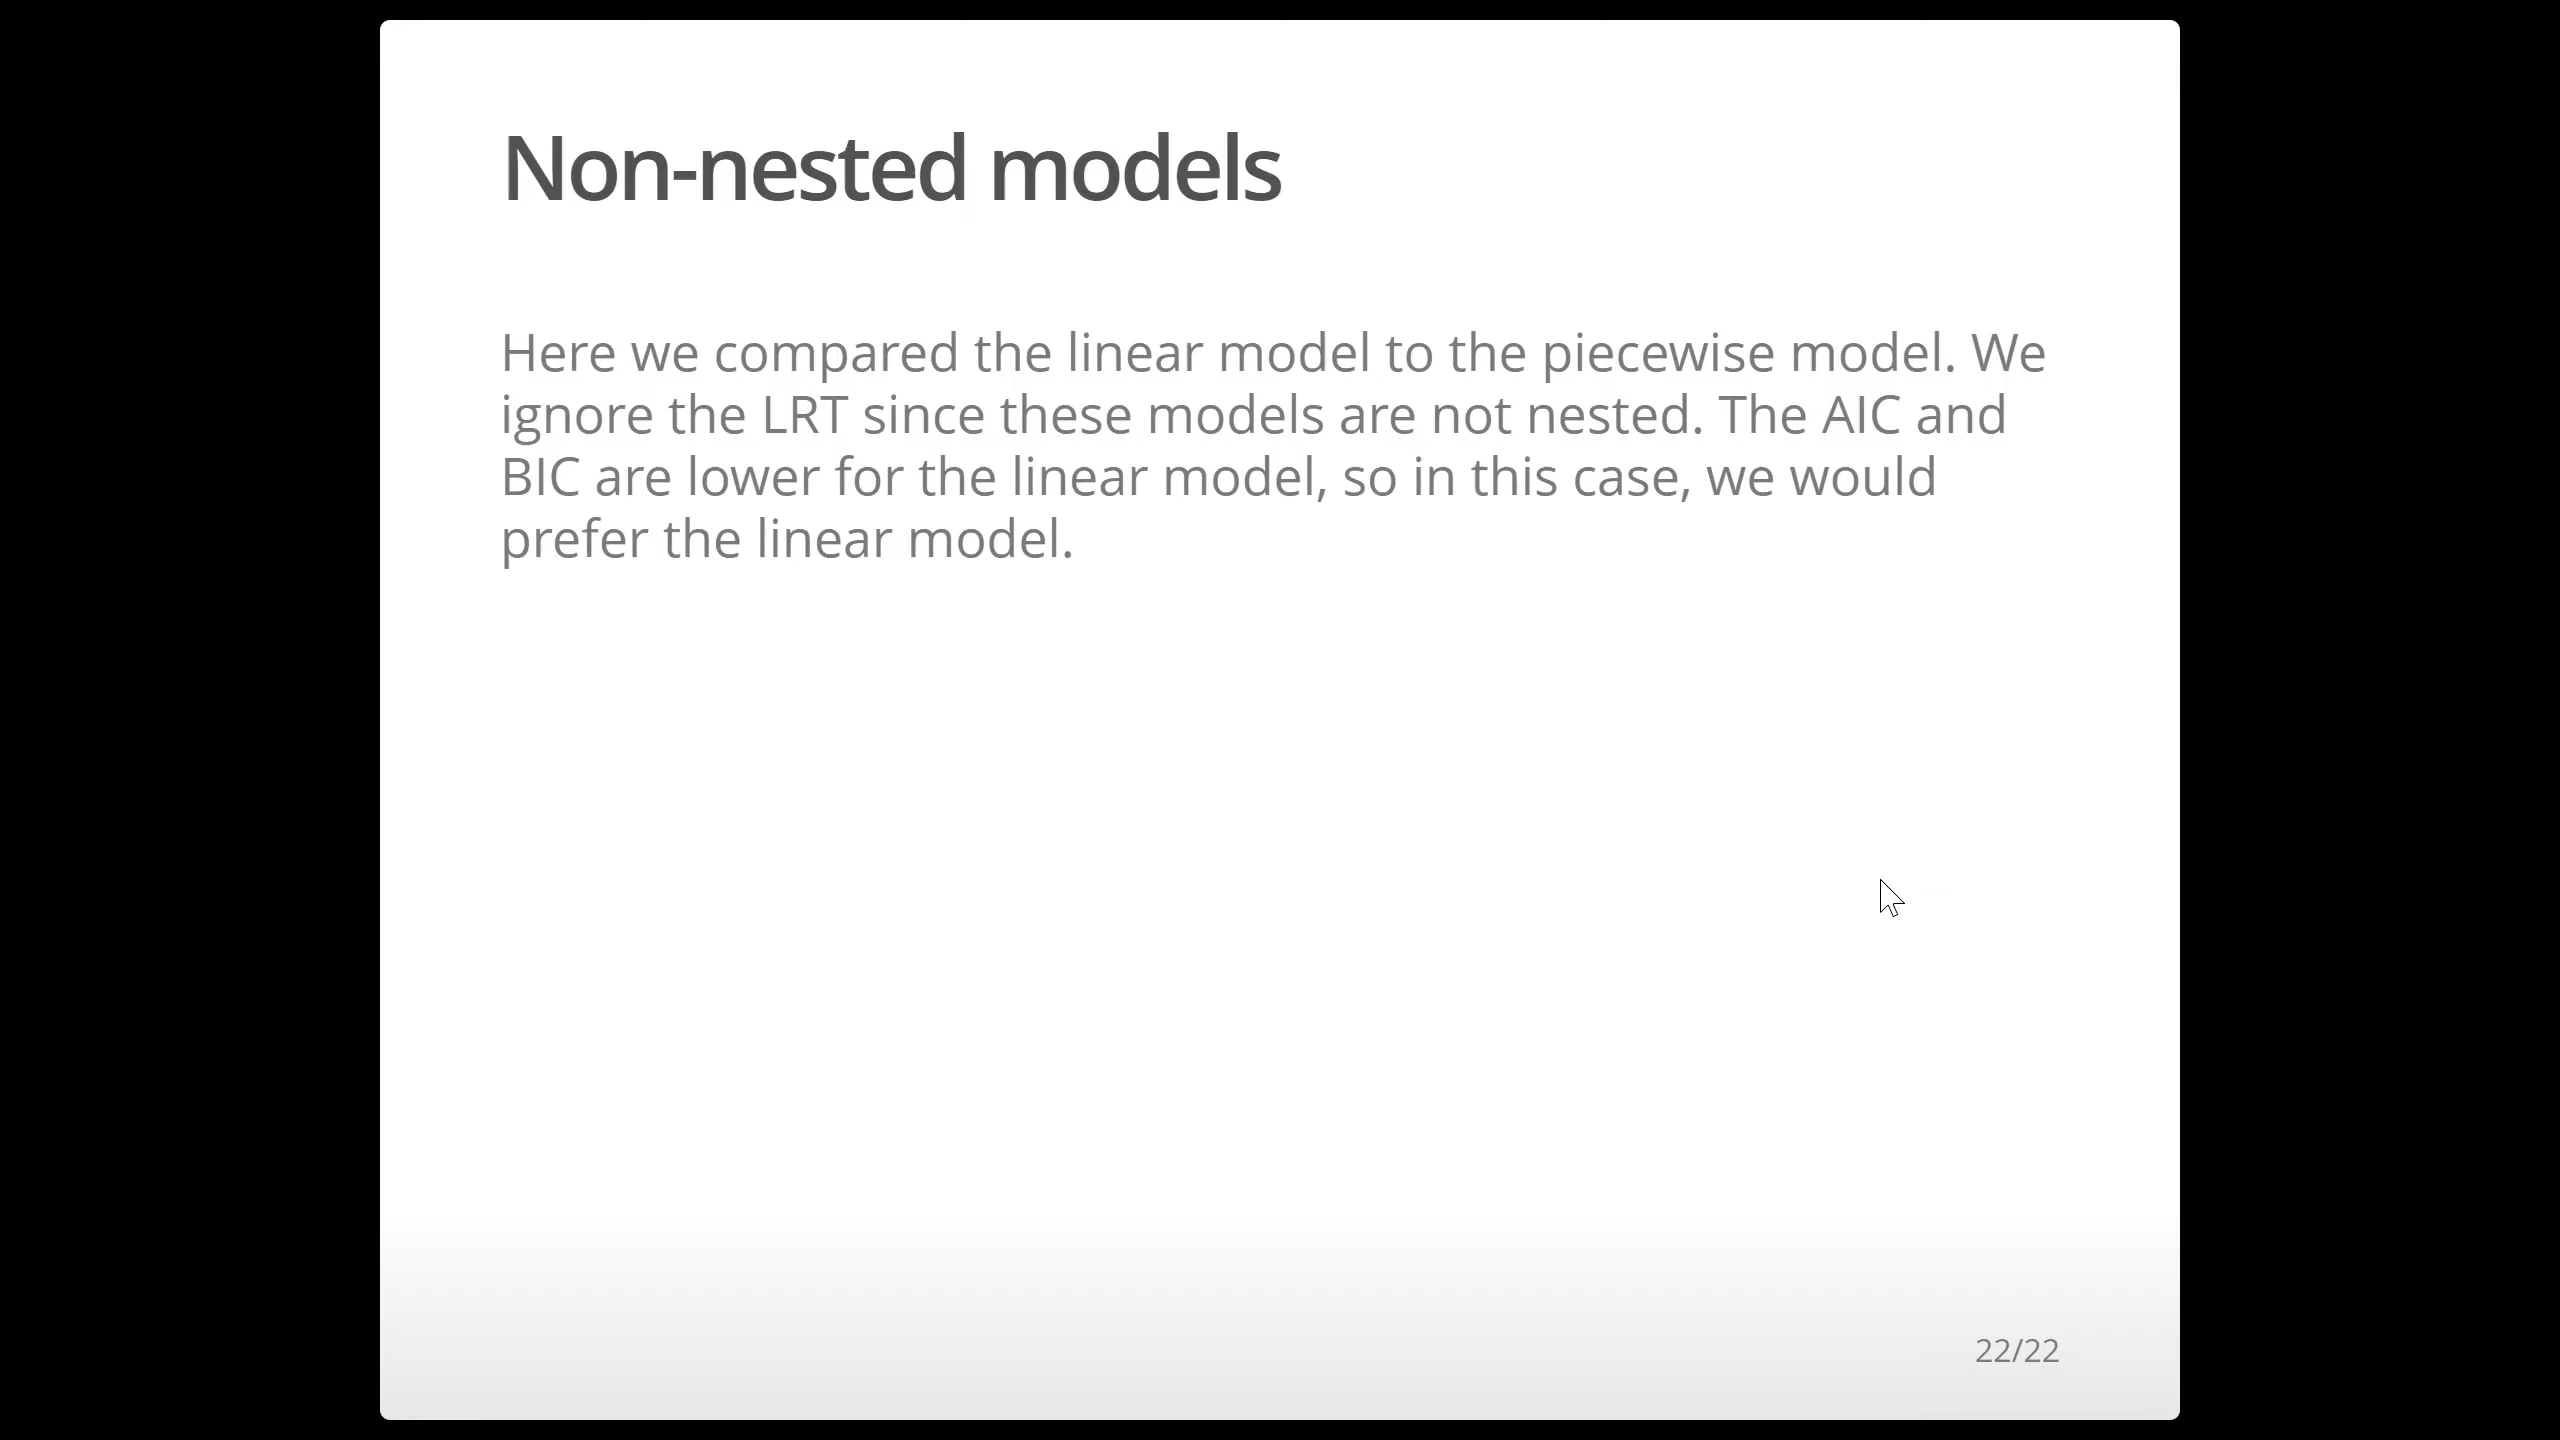 Non-nested models
Here we compared the linear model to the piecewise model. We
ignore the LRT since these models are not nested. The AIC and
BIC are lower for the linear model, so in this case, we would
prefer the linear model.
22/22